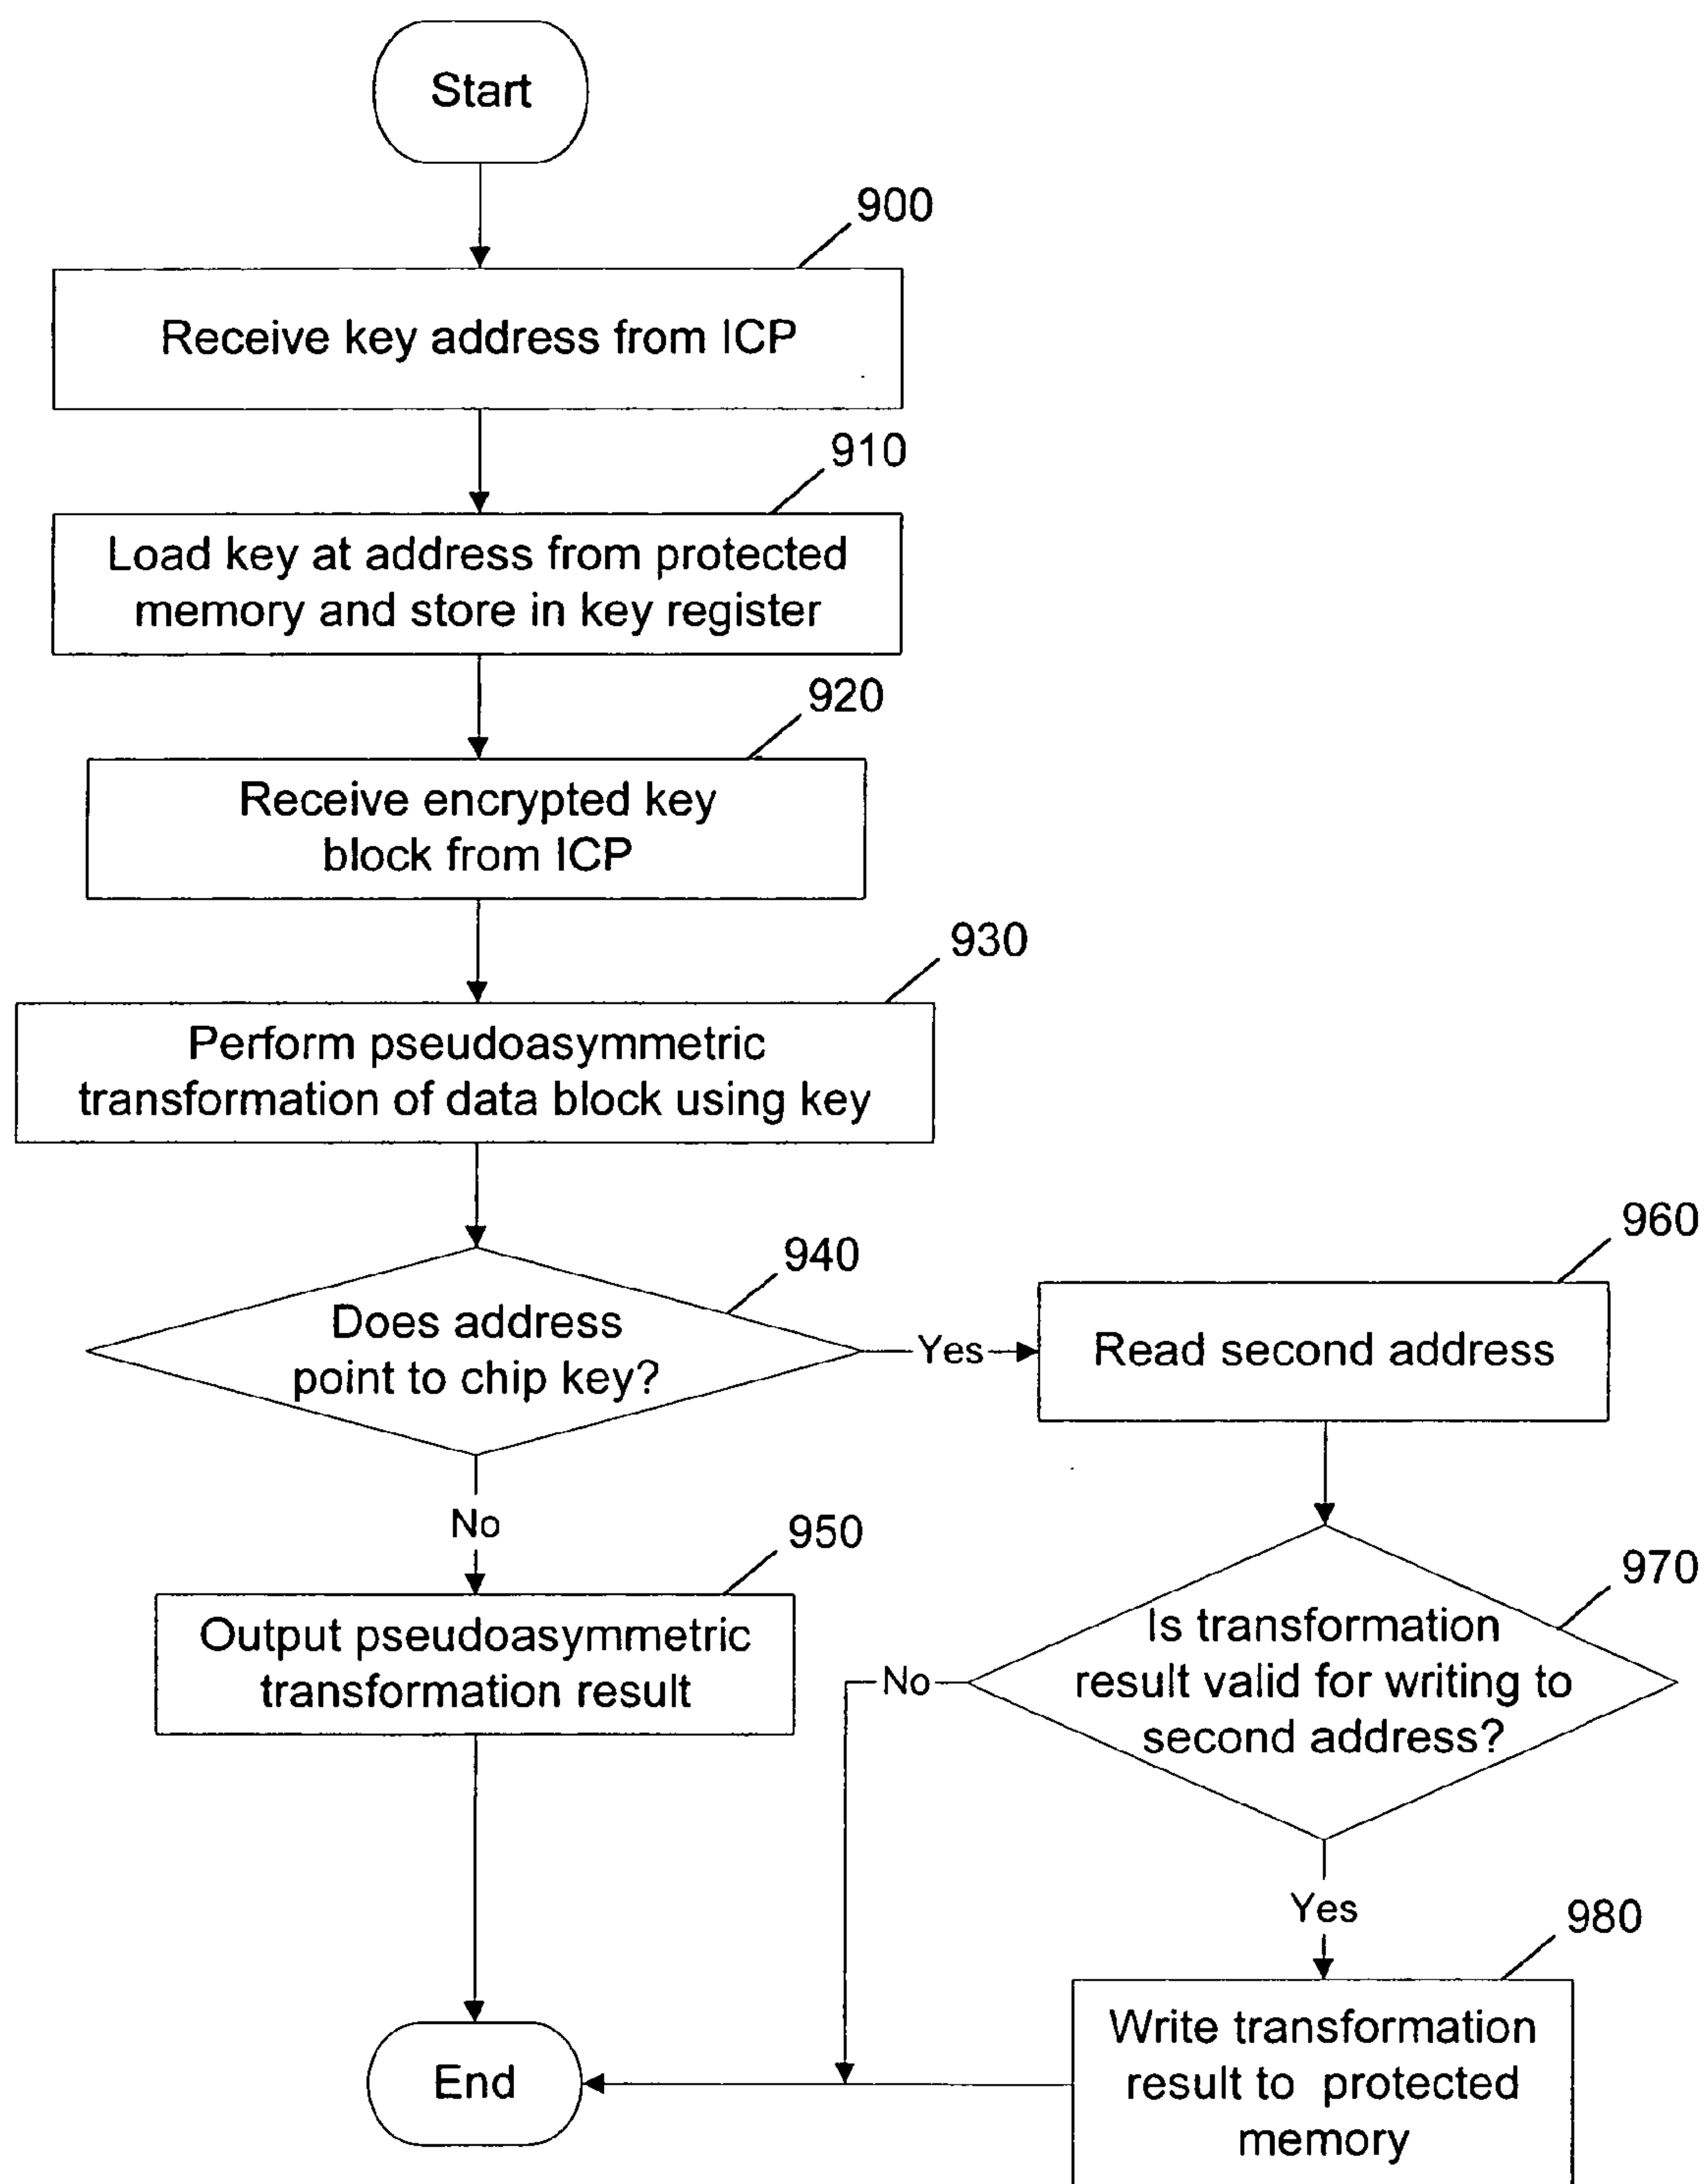 Start
900
Receive key address from ICP
910
Load key at address from protected
memory and store in key register
920
Receive encrypted key
block from ICP
930
Perform pseudoasymmetric
transformation of data block using key
940
Does address
point to chip key?
Yes
960
Read second address
No
950
Output pseudoasymmetric
transformation result
970
Is transformation
result valid for writing to
second address?
No
Yes
980
Write transformation
result to protected
memory
End